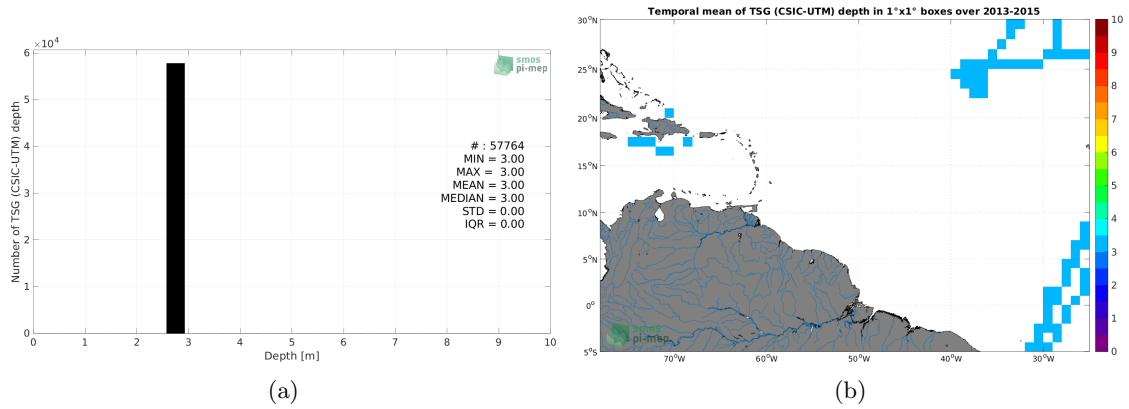 ×10⁴
6
5
4
3
2
1
0
Number of TSG (CSIC-UTM) depth
smos
pi-mep
# : 57764
MIN = 3.00
MAX = 3.00
MEAN = 3.00
MEDIAN = 3.00
STD = 0.00
IQR = 0.00
0 1 2 3 4 5 6 7 8 9 10
Depth [m]
(a)
Temporal mean of TSG (CSIC-UTM) depth in 1°x1° boxes over 2013-2015
30°N
25°N
20°N
15°N
10°N
5°N
0°
5°S
smos
pi-mep
70°W 60°W 50°W 40°W 30°W
10
9
8
7
6
5
4
3
2
1
0
(b)